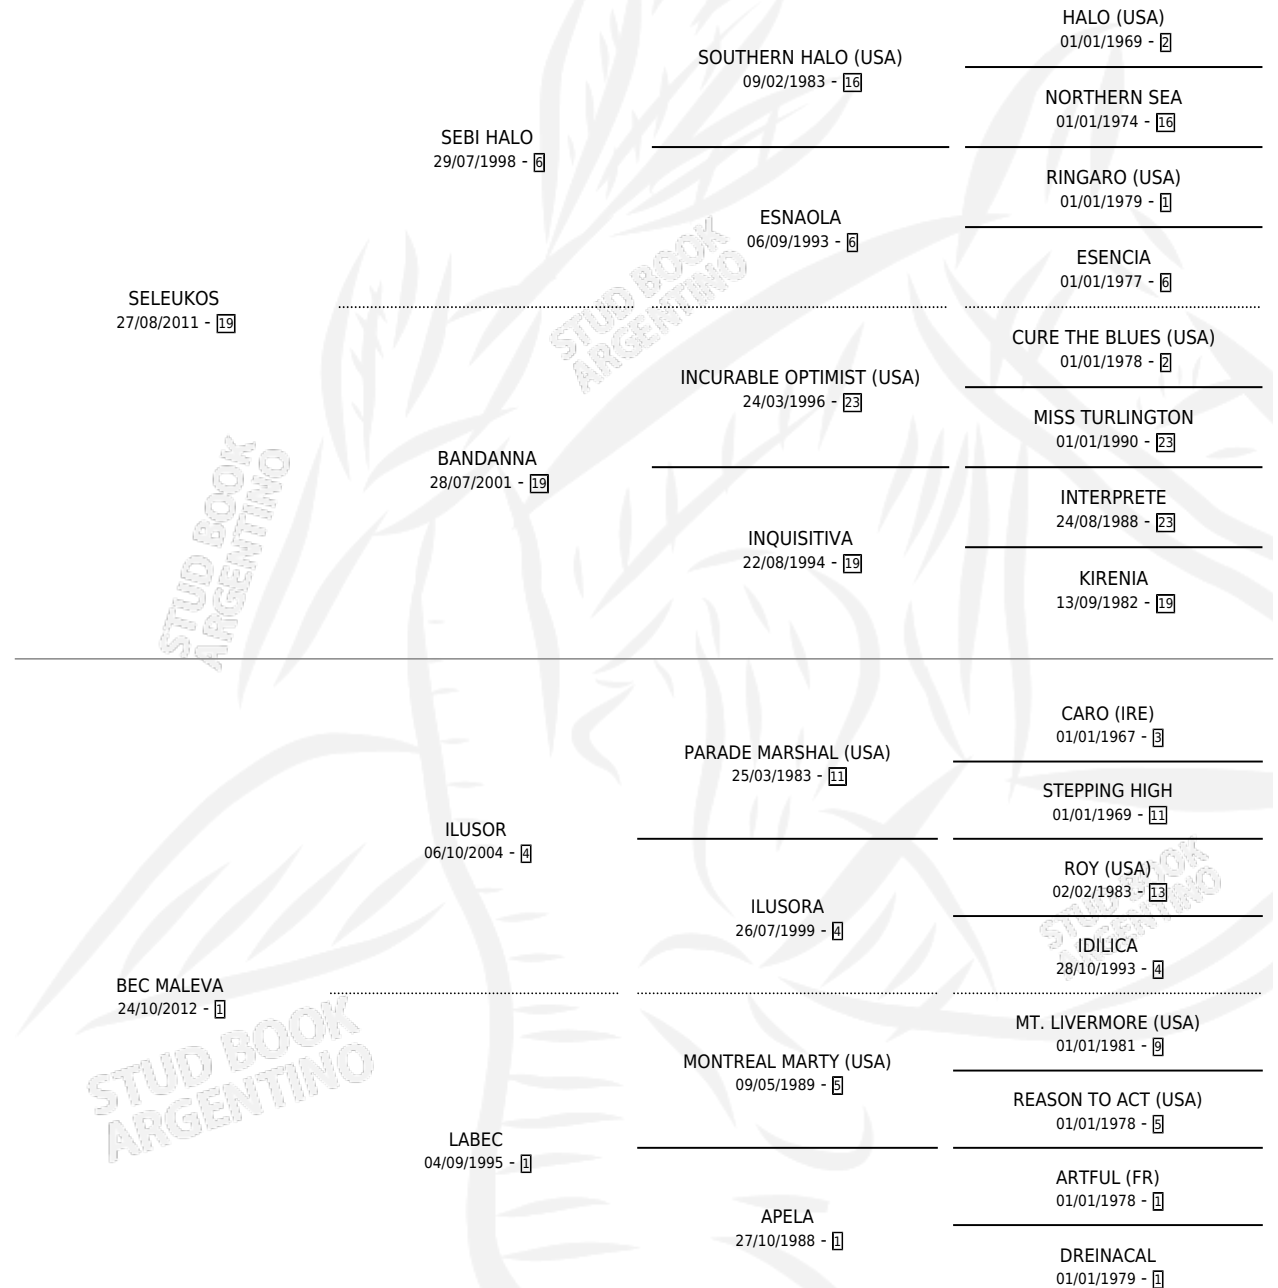 HALO (USA)
01/01/1969 - 2
SOUTHERN HALO (USA)
09/02/1983 - 16
NORTHERN SEA
01/01/1974 - 16
SEBI HALO
29/07/1998 - 6
RINGARO (USA)
01/01/1979 - 1
ESNAOLA
06/09/1993 - 6
ESENCIA
01/01/1977 - 6
SELEUKOS
27/08/2011 - 19
STUD BOOK
ARGENTINO
CURE THE BLUES (USA)
01/01/1978 - 2
INCURABLE OPTIMIST (USA)
24/03/1996 - 23
MISS TURLINGTON
01/01/1990 - 23
BANDANNA
28/07/2001 - 19
INTERPRETE
24/08/1988 - 23
INQUISITIVA
22/08/1994 - 19
KIRENIA
13/09/1982 - 19
STUD BOOK
ARGENTINO
CARO (IRE)
01/01/1967 - 3
PARADE MARSHAL (USA)
25/03/1983 - 11
STEPPING HIGH
01/01/1969 - 11
ILUSOR
06/10/2004 - 4
ROY (USA)
02/02/1983 - 13
ILUSORA
26/07/1999 - 4
IDILICA
28/10/1993 - 4
STUD BOOK
ARGENTINO
BEC MALEVA
24/10/2012 - 1
MT. LIVERMORE (USA)
01/01/1981 - 9
MONTREAL MARTY (USA)
09/05/1989 - 5
REASON TO ACT (USA)
01/01/1978 - 5
STUD BOOK
ARGENTINO
LABEC
04/09/1995 - 1
ARTFUL (FR)
01/01/1978 - 1
APELA
27/10/1988 - 1
DREINACAL
01/01/1979 - 1